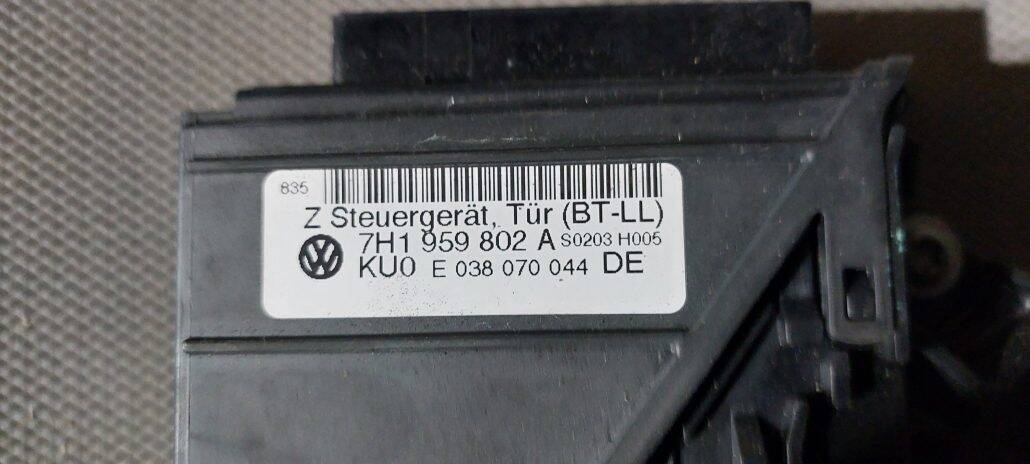 835
Z Steuergerät, Tür (BT-LL)
7H1 959 802 A S0203 H005
KU0 E 038 070 044 DE